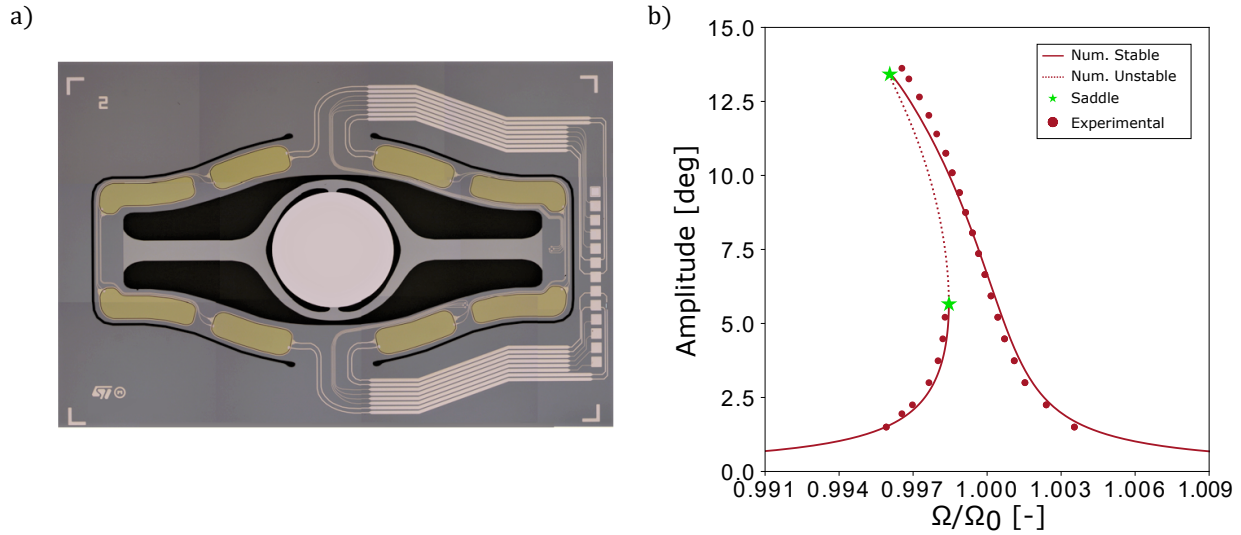 a)
2
ST
b)
15.0
12.5
10.0
7.5
5.0
2.5
0.0
Amplitude [deg]
Num. Stable
Num. Unstable
Saddle
Experimental
0.991 0.994 0.997 1.000 1.003 1.006 1.009
Ω/Ω0 [-]